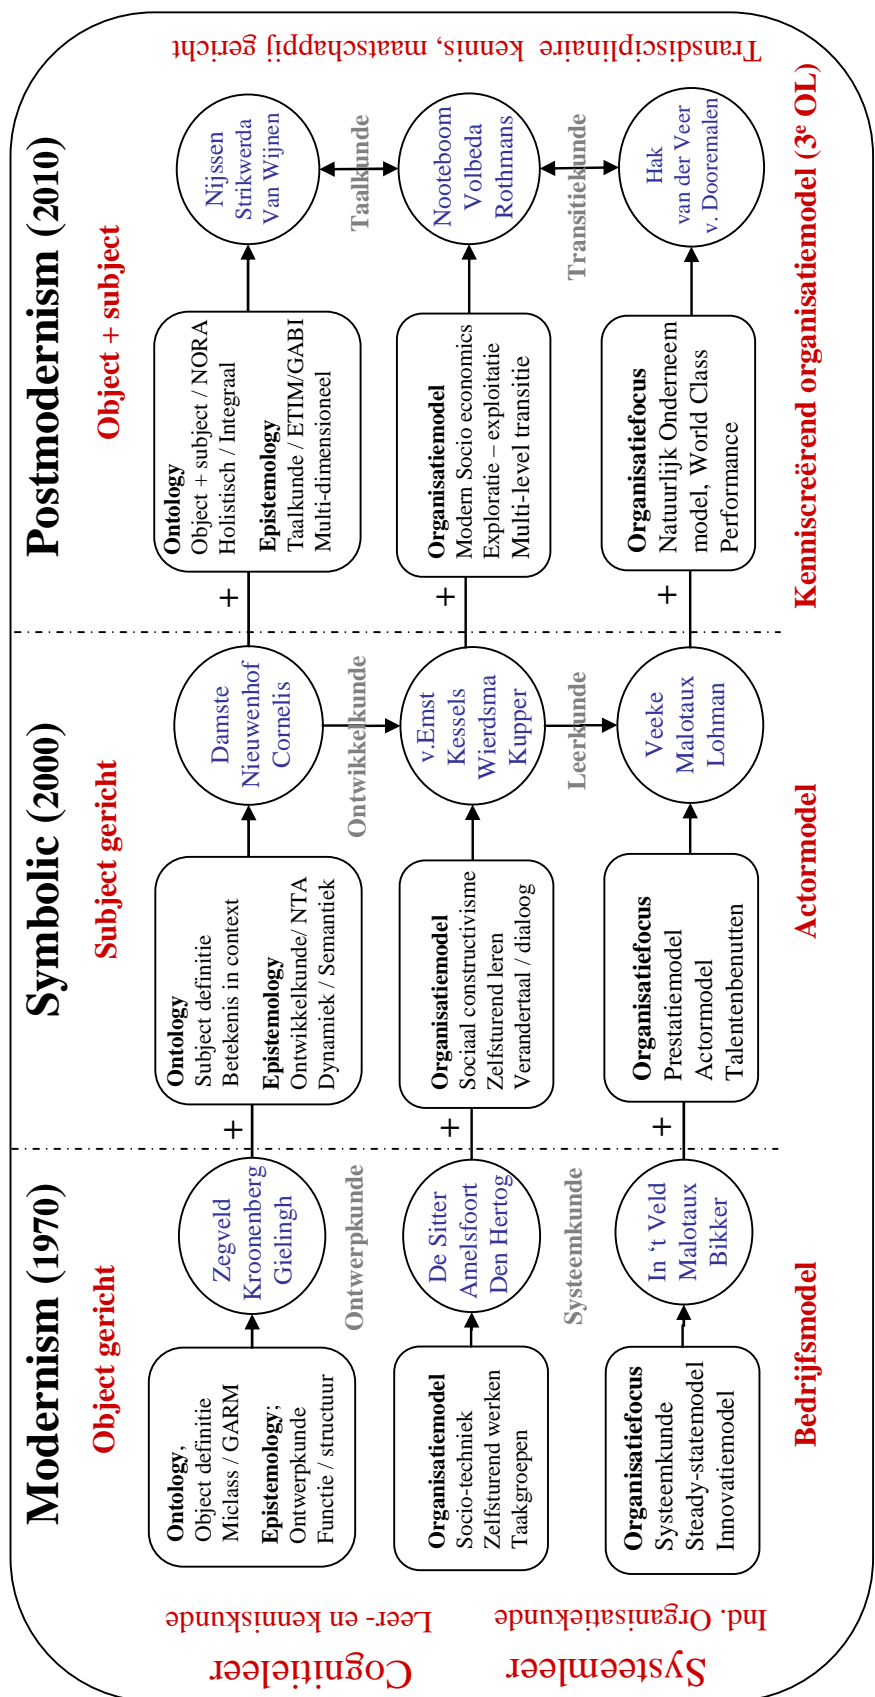 Modernism (1970)
Symbolic (2000)
Postmodernism (2010)
Object gericht
Subject gericht
Object + subject
Cognitieleer
Leer- en kenniskunde
Ontology,
Object definitie
Miclass / GARM
Epistemology;
Ontwerpkunde
Functie / structuur
Zegveld
Kroonenberg
Gielingh
+
Ontology
Subject definitie
Betekenis in context
Epistemology
Ontwikkelkunde/ NTA
Dynamiek / Semantiek
Damste
Nieuwenhof
Cornelis
+
Ontology
Object + subject / NORA
Holistisch / Integraal
Epistemology
Taalkunde / ETIM/GABI
Multi-dimensioneel
Nijssen
Strikwerda
Van Wijnen
Ontwerpkunde
Ontwikkelkunde
Taalkunde
Organisatiemodel
Socio-techniek
Zelfsturend werken
Taakgroepen
De Sitter
Amelsfoort
Den Hertog
+
Organisatiemodel
Sociaal constructivisme
Zelfsturend leren
Verandertaal / dialoog
v.Emst
Kessels
Wierdsma
Kupper
+
Organisatiemodel
Modern Socio economics
Exploratie – exploitatie
Multi-level transitie
Nooteboom
Volbeda
Rothmans
Systeemkunde
Leerkunde
Transitiekunde
Systeemleer
Ind. Organisatiekunde
Organisatiefocus
Systeemkunde
Steady-statemodel
Innovatiemodel
In ‘t Veld
Malotaux
Bikker
+
Organisatiefocus
Prestatiemodel
Actormodel
Talentenbenutten
Veeke
Malotaux
Lohman
+
Organisatiefocus
Natuurlijk Onderneem
model, World Class
Performance
Hak
van der Veer
v. Dooremalen
Transdisciplinaire kennis, maatschappij gericht
Bedrijfsmodel
Actormodel
Kenniscreërend organisatiemodel (3e OL)